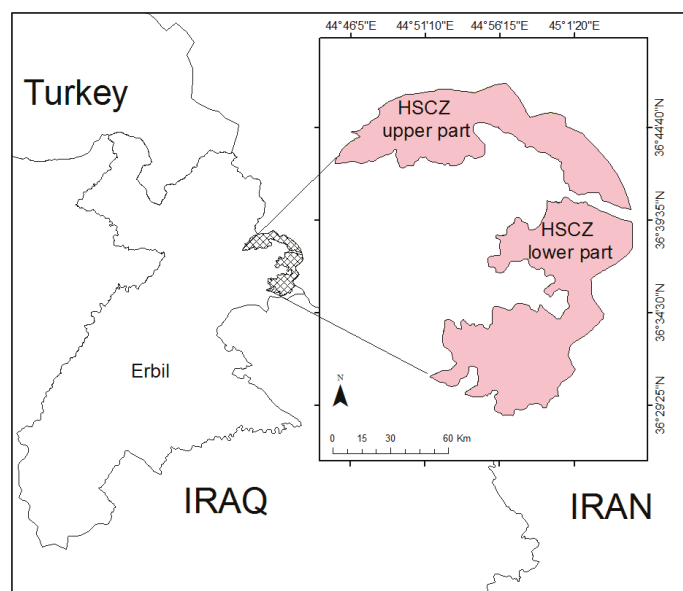 44°46'5"E 44°51'10"E 44°56'15"E 45°1'20"E
Turkey
HSCZ
upper part
36°44'40"N
36°39'35"N
HSCZ
lower part
36°34'30"N
36°29'25"N
Erbil
N
0 15 30 60 Km
IRAQ
IRAN